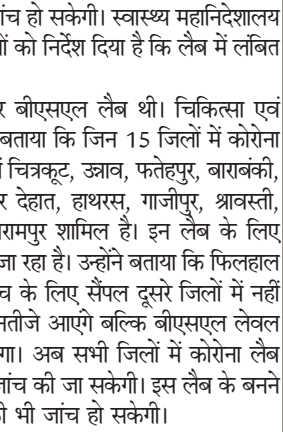 ांच हो सकेगी। स्वास्थ्य महानिदेशालय
ों को निर्देश दिया है कि लैब में लंबित
र बीएसएल लैब थी। चिकित्सा एवं
बताया कि जिन 15 जिलों में कोरोना
चित्रकूट, उन्नाव, फतेहपुर, बाराबंकी,
र देहात, हाथरस, गाजीपुर, श्रावस्ती,
रामपुर शामिल है। इन लैब के लिए
जा रहा है। उन्होंने बताया कि फिलहाल
च के लिए सैंपल दूसरे जिलों में नहीं
नतीजे आएंगे बल्कि बीएसएल लेवल
गा। अब सभी जिलों में कोरोना लैब
जांच की जा सकेगी। इस लैब के बनने
ी भी जांच हो सकेगी।